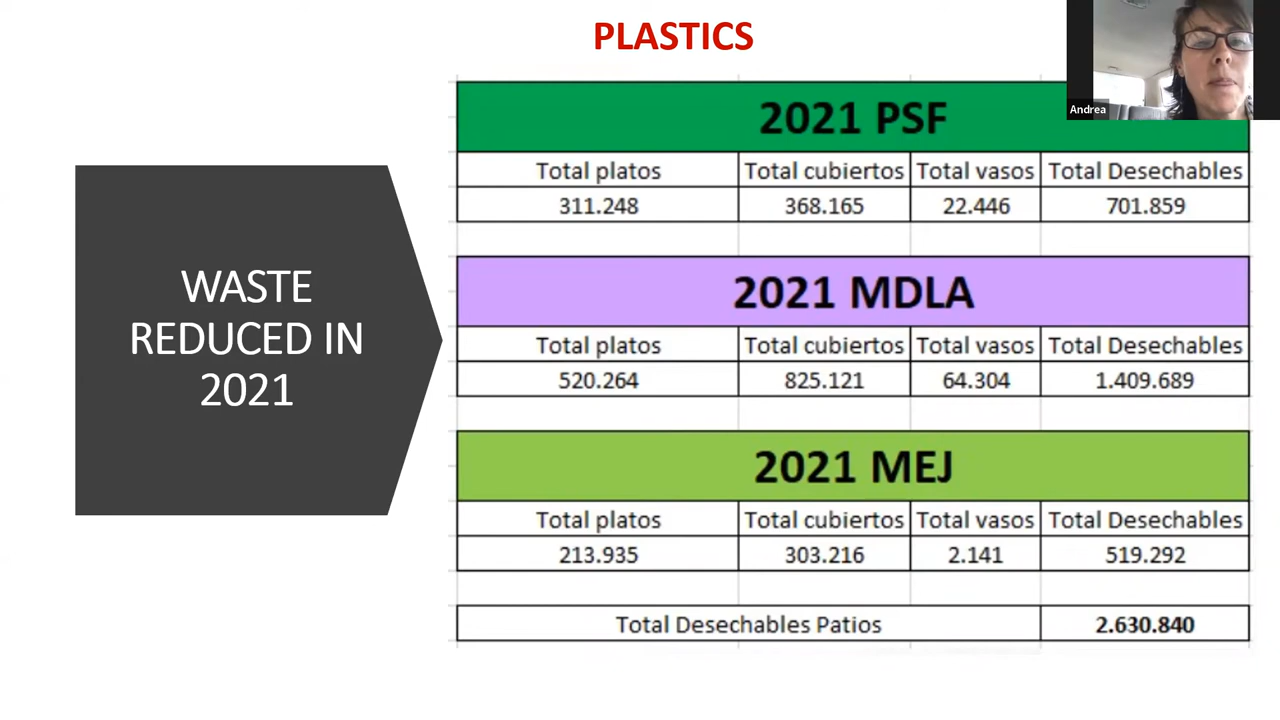 PLASTICS
Andrea
WASTE
REDUCED IN
2021
2021 PSF
Total platos Total cubiertos Total vasos Total Desechables
311.248 368.165 22.446 701.859
2021 MDLA
Total platos Total cubiertos Total vasos Total Desechables
520.264 825.121 64.304 1.409.689
2021 MEJ
Total platos Total cubiertos Total vasos Total Desechables
213.935 303.216 2.141 519.292
Total Desechables Patios 2.630.840